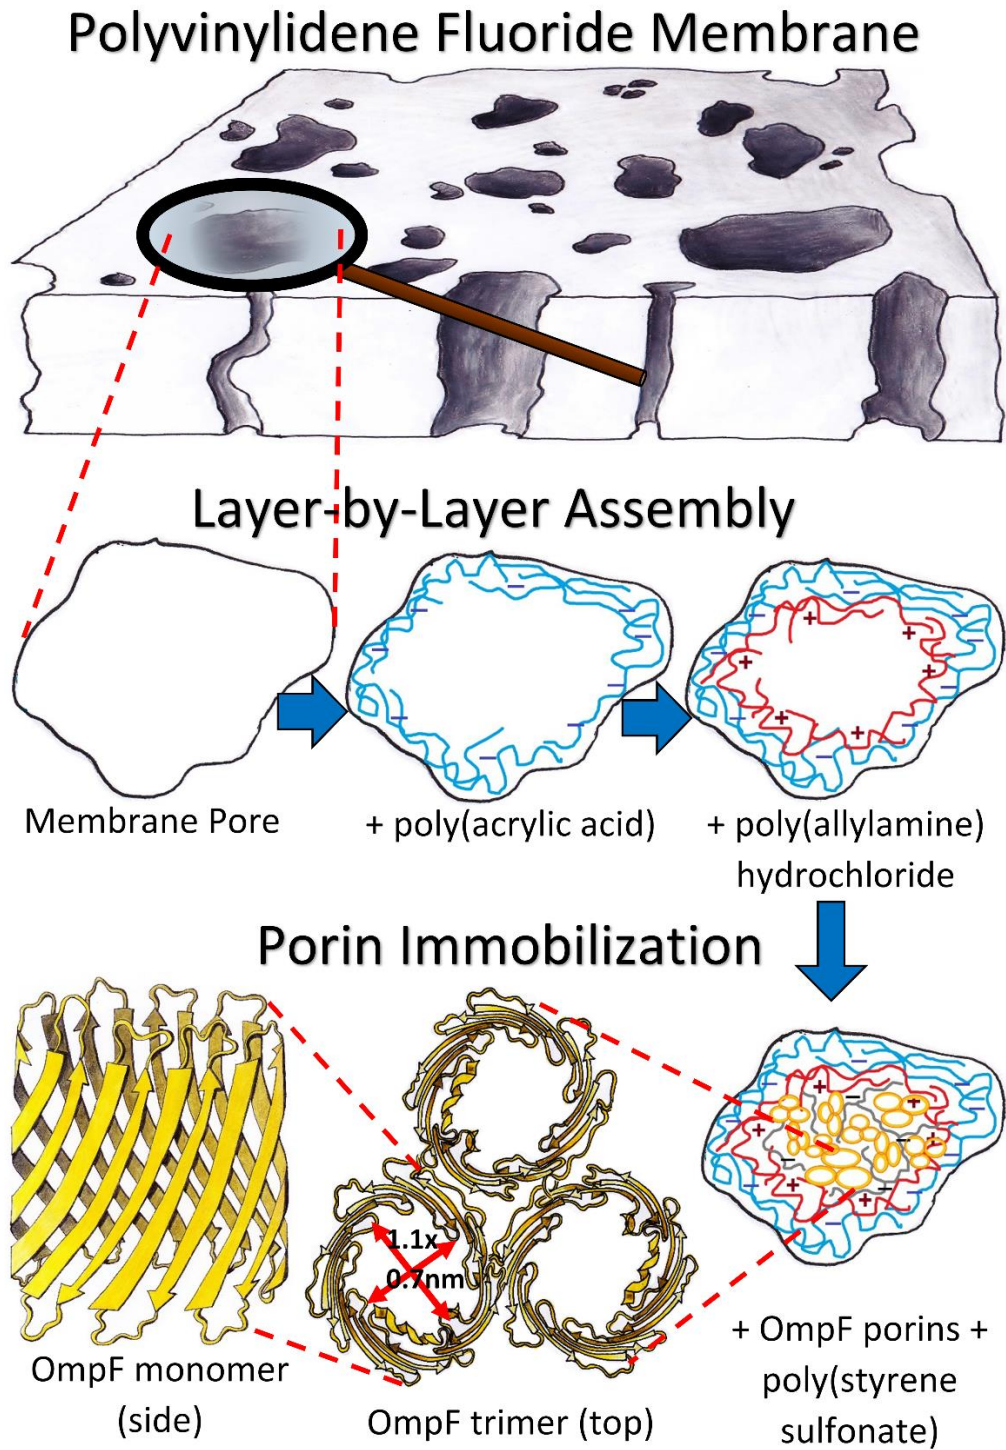 Polyvinylidene Fluoride Membrane
Layer-by-Layer Assembly
Membrane Pore
+ poly(acrylic acid)
+ poly(allylamine)
hydrochloride
Porin Immobilization
1.1x
0.7nm
OmpF monomer
(side)
OmpF trimer (top)
+ OmpF porins +
poly(styrene
sulfonate)